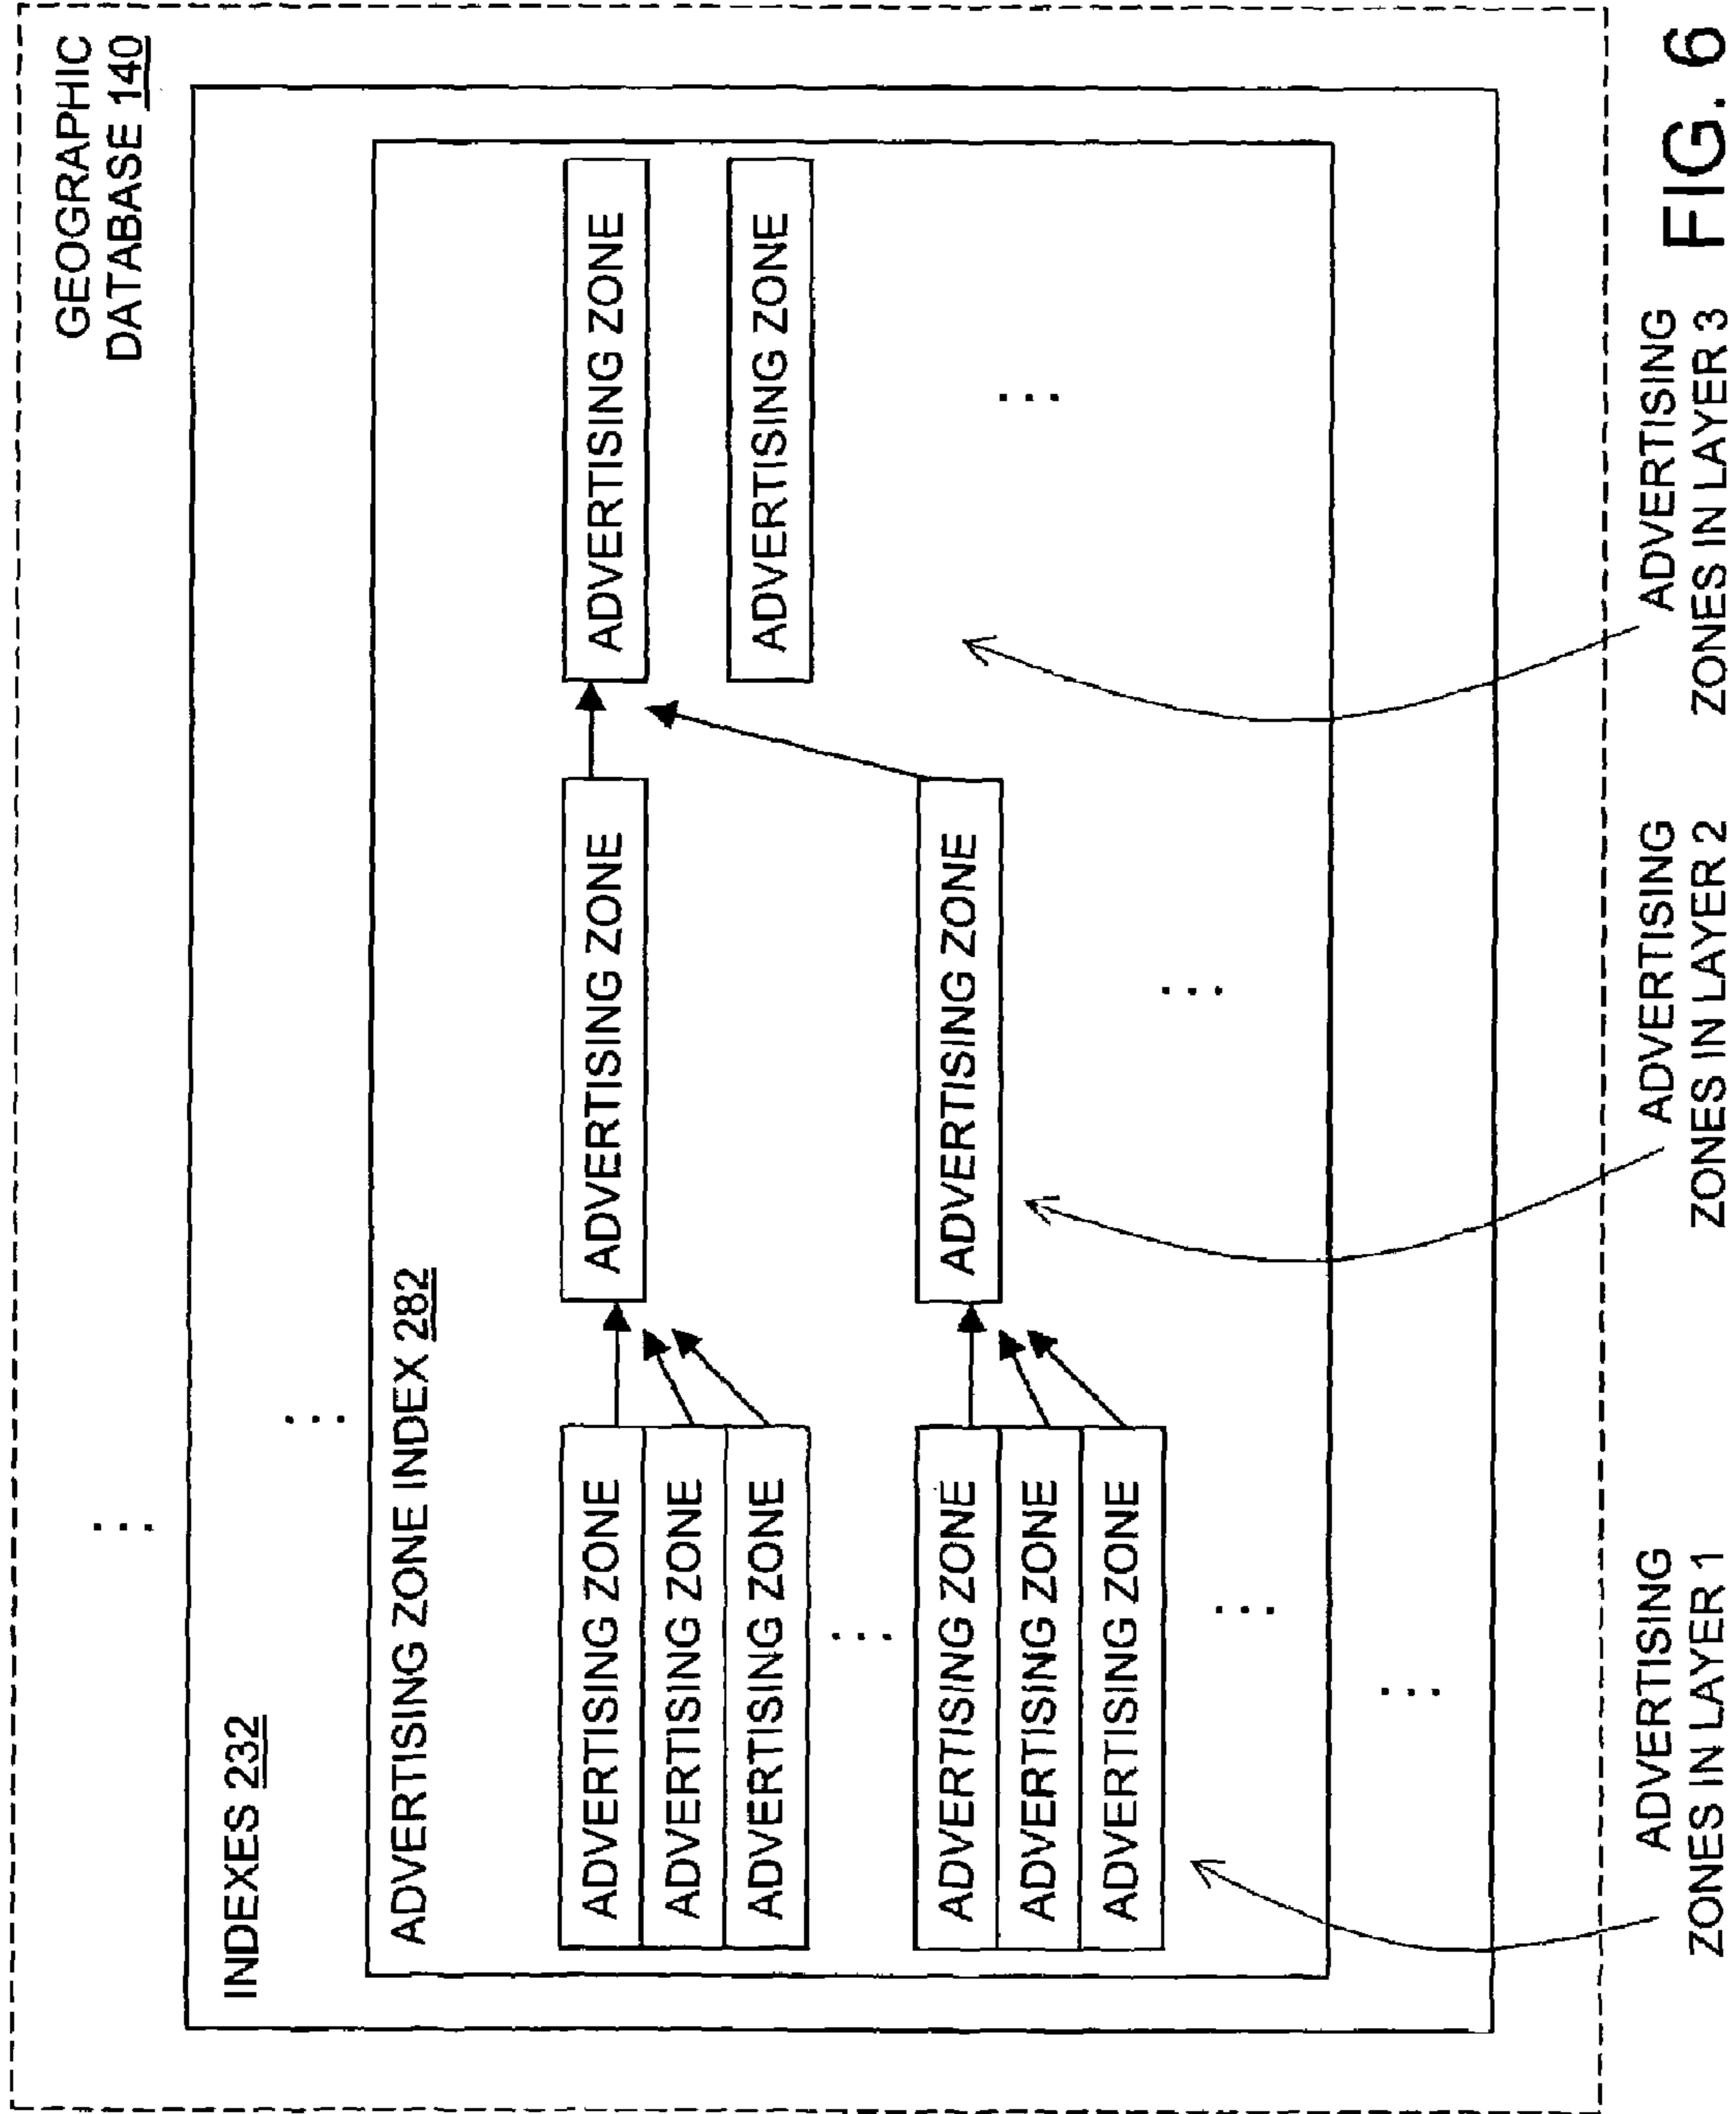 GEOGRAPHIC
DATABASE 140
INDEXES 232
ADVERTISING ZONE INDEX 282
ADVERTISING ZONE
ADVERTISING ZONE
ADVERTISING ZONE
ADVERTISING ZONE
ADVERTISING ZONE
ADVERTISING ZONE
ADVERTISING ZONE
ADVERTISING ZONE
ADVERTISING ZONE
ADVERTISING ZONE
ADVERTISING
ZONES IN LAYER 1
ADVERTISING
ZONES IN LAYER 2
ADVERTISING
ZONES IN LAYER 3
FIG. 6